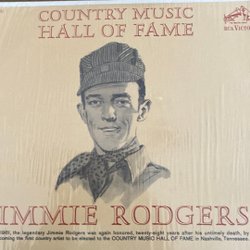 COUNTRY MUSIC
HALL OF FAME
RCA VICTOR
IMMIE RODGERS
1961, the legendary Jimmie Rodgers was again honored, twenty-eight years after his untimely death, by
coming the first country artist to be elected to the COUNTRY MUSIC HALL OF FAME in Nashville, Tennessee.